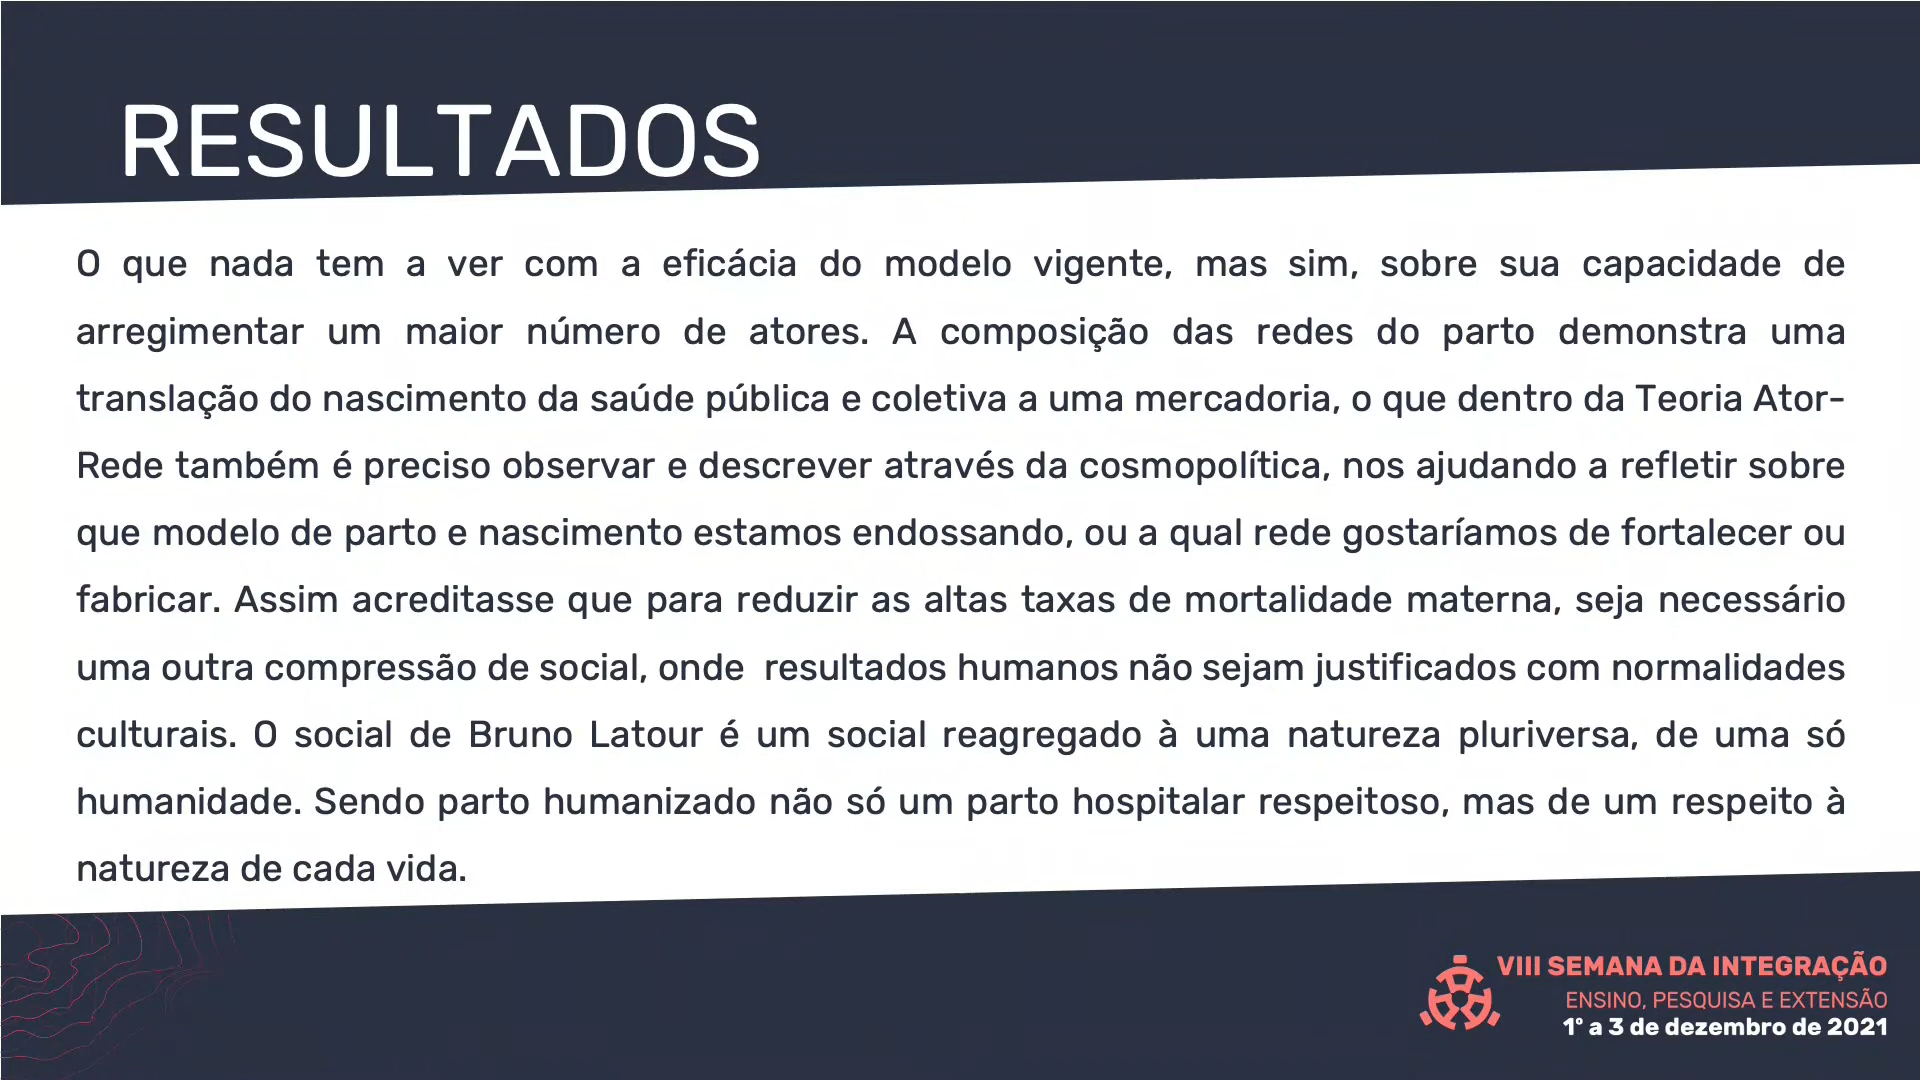 RESULTADOS
O que nada tem a ver com a eficácia do modelo vigente, mas sim, sobre sua capacidade de
arregimentar um maior número de atores. A composição das redes do parto demonstra uma
translação do nascimento da saúde pública e coletiva a uma mercadoria, o que dentro da Teoria Ator-
Rede também é preciso observar e descrever através da cosmopolítica, nos ajudando a refletir sobre
que modelo de parto e nascimento estamos endossando, ou a qual rede gostaríamos de fortalecer ou
fabricar. Assim acreditasse que para reduzir as altas taxas de mortalidade materna, seja necessário
uma outra compressão de social, onde  resultados humanos não sejam justificados com normalidades
culturais. O social de Bruno Latour é um social reagregado à uma natureza pluriversa, de uma só
humanidade. Sendo parto humanizado não só um parto hospitalar respeitoso, mas de um respeito à
natureza de cada vida.
VIII SEMANA DA INTEGRAÇÃO
ENSINO, PESQUISA E EXTENSÃO
1º a 3 de dezembro de 2021